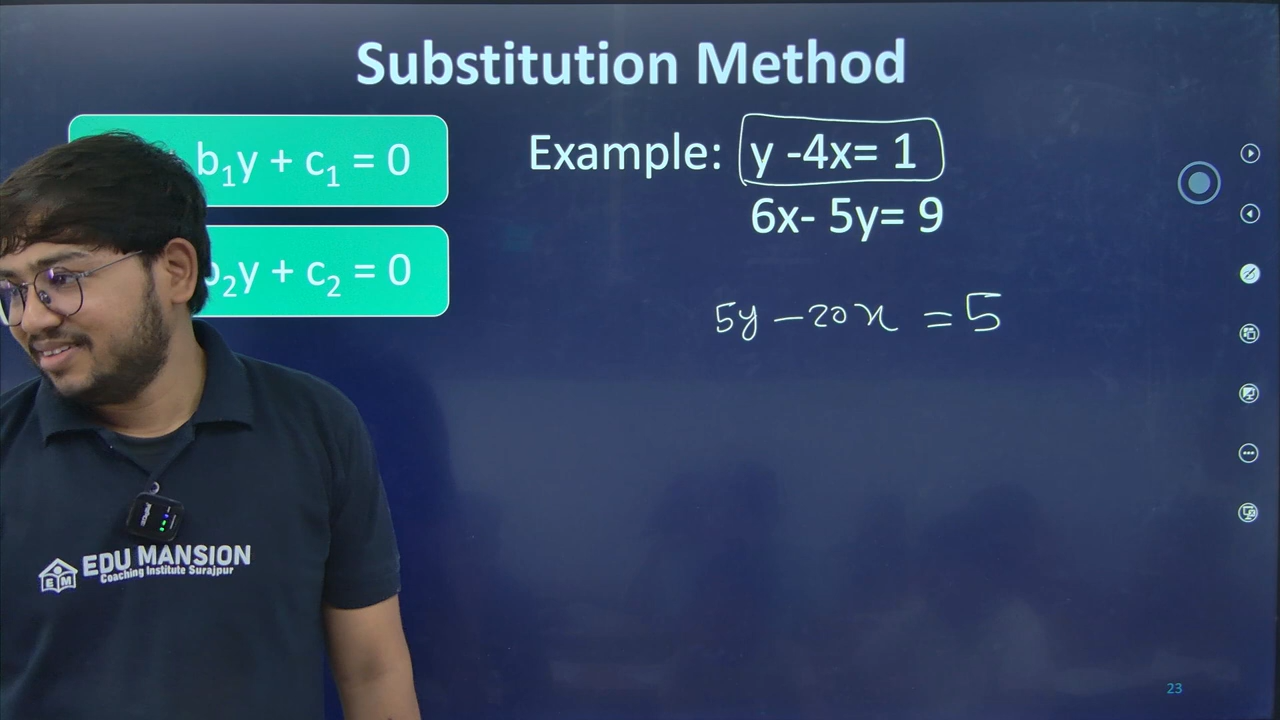 Substitution Method
b₁y + c₁ = 0
Example: y -4x= 1
6x- 5y= 9
₂y + c₂ = 0
5y – 20x = 5
EDU MANSION
Coaching Institute Surajpur
E M
23